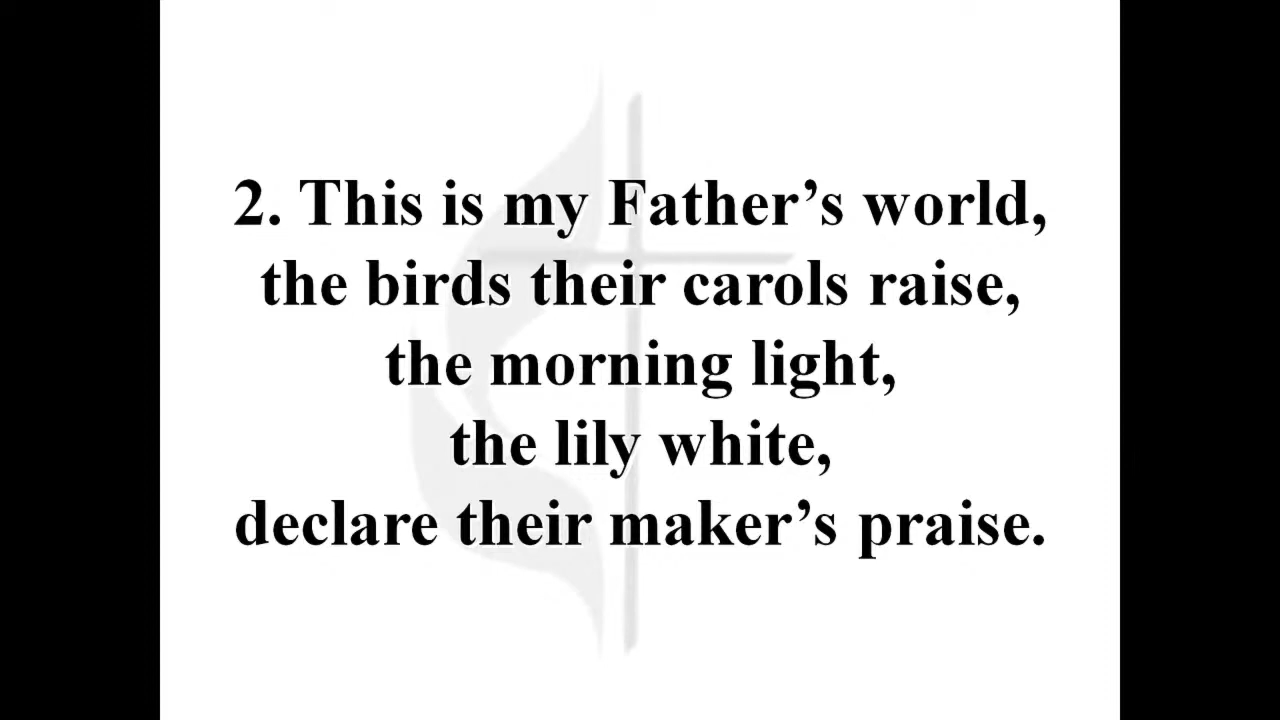 2. This is my Father’s world,
the birds their carols raise,
the morning light,
the lily white,
declare their maker’s praise.